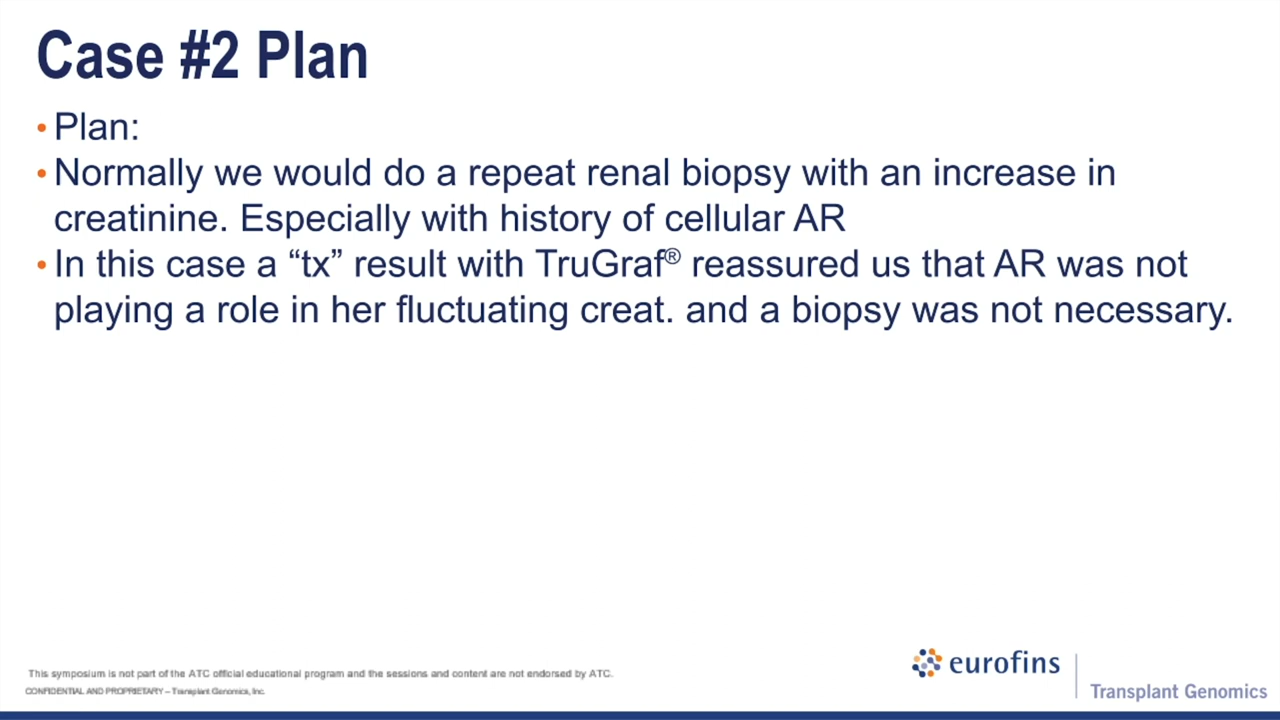 Case #2 Plan
• Plan:
• Normally we would do a repeat renal biopsy with an increase in
creatinine. Especially with history of cellular AR
• In this case a “tx” result with TruGraf® reassured us that AR was not
playing a role in her fluctuating creat. and a biopsy was not necessary.
This symposium is not part of the ATC official educational program and the sessions and content are not endorsed by ATC.
CONFIDENTIAL AND PROPRIETARY – Transplant Genomics, Inc.
eurofins
Transplant Genomics